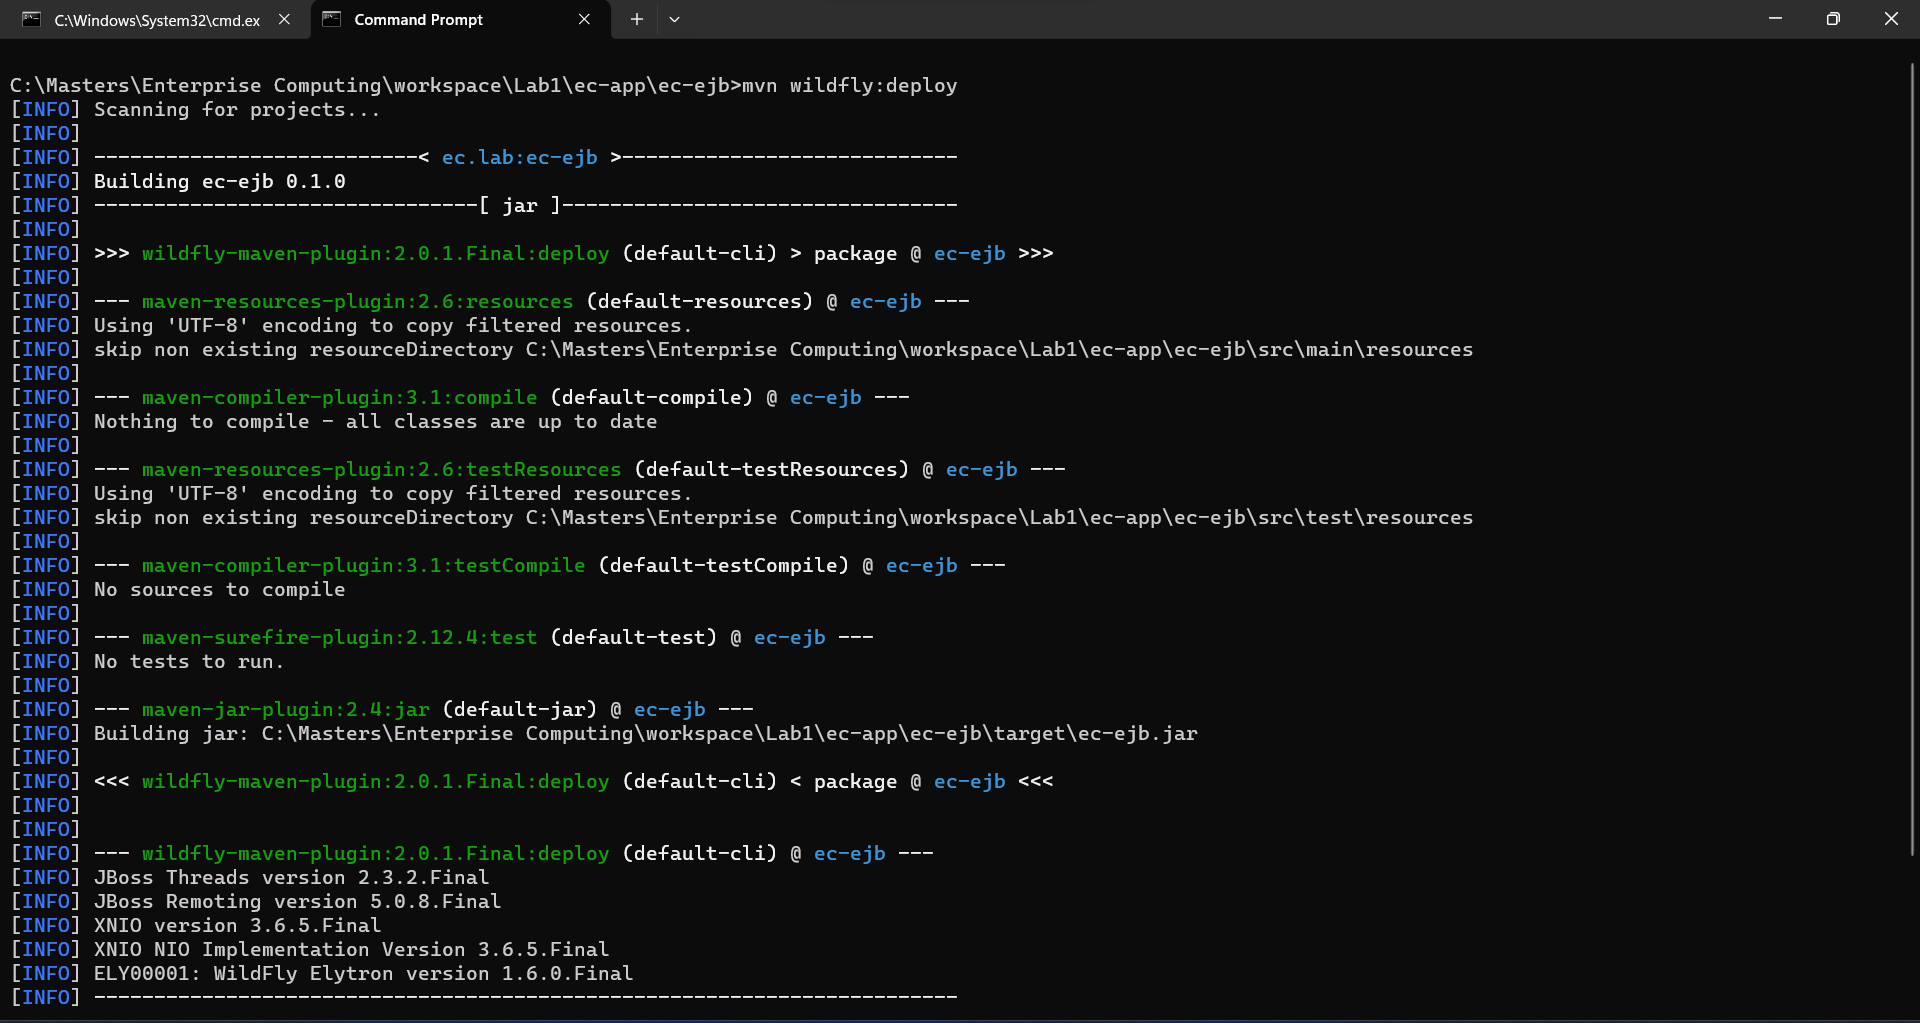 C:\Windows\System32\cmd.ex
Command Prompt
C:\Masters\Enterprise Computing\workspace\Lab1\ec-app\ec-ejb>mvn wildfly:deploy
[INFO] Scanning for projects...
[INFO]
[INFO] ---------------------------< ec.lab:ec-ejb >----------------------------
[INFO] Building ec-ejb 0.1.0
[INFO] --------------------------------[ jar ]---------------------------------
[INFO]
[INFO] >>> wildfly-maven-plugin:2.0.1.Final:deploy (default-cli) > package @ ec-ejb >>>
[INFO]
[INFO] --- maven-resources-plugin:2.6:resources (default-resources) @ ec-ejb ---
[INFO] Using 'UTF-8' encoding to copy filtered resources.
[INFO] skip non existing resourceDirectory C:\Masters\Enterprise Computing\workspace\Lab1\ec-app\ec-ejb\src\main\resources
[INFO]
[INFO] --- maven-compiler-plugin:3.1:compile (default-compile) @ ec-ejb ---
[INFO] Nothing to compile - all classes are up to date
[INFO]
[INFO] --- maven-resources-plugin:2.6:testResources (default-testResources) @ ec-ejb ---
[INFO] Using 'UTF-8' encoding to copy filtered resources.
[INFO] skip non existing resourceDirectory C:\Masters\Enterprise Computing\workspace\Lab1\ec-app\ec-ejb\src\test\resources
[INFO]
[INFO] --- maven-compiler-plugin:3.1:testCompile (default-testCompile) @ ec-ejb ---
[INFO] No sources to compile
[INFO]
[INFO] --- maven-surefire-plugin:2.12.4:test (default-test) @ ec-ejb ---
[INFO] No tests to run.
[INFO]
[INFO] --- maven-jar-plugin:2.4:jar (default-jar) @ ec-ejb ---
[INFO] Building jar: C:\Masters\Enterprise Computing\workspace\Lab1\ec-app\ec-ejb\target\ec-ejb.jar
[INFO]
[INFO] <<< wildfly-maven-plugin:2.0.1.Final:deploy (default-cli) < package @ ec-ejb <<<
[INFO]
[INFO]
[INFO] --- wildfly-maven-plugin:2.0.1.Final:deploy (default-cli) @ ec-ejb ---
[INFO] JBoss Threads version 2.3.2.Final
[INFO] JBoss Remoting version 5.0.8.Final
[INFO] XNIO version 3.6.5.Final
[INFO] XNIO NIO Implementation Version 3.6.5.Final
[INFO] ELY00001: WildFly Elytron version 1.6.0.Final
[INFO] ------------------------------------------------------------------------